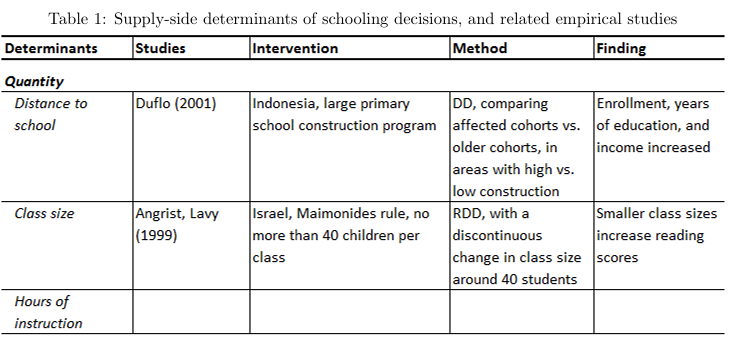 Table 1: Supply-side determinants of schooling decisions, and related empirical studies
Determinants Studies Intervention Method Finding
Quantity
Distance to school Duflo (2001) Indonesia, large primary school construction program DD, comparing affected cohorts vs. older cohorts, in areas with high vs. low construction Enrollment, years of education, and income increased
Class size Angrist, Lavy (1999) Israel, Maimonides rule, no more than 40 children per class RDD, with a discontinuous change in class size around 40 students Smaller class sizes increase reading scores
Hours of instruction